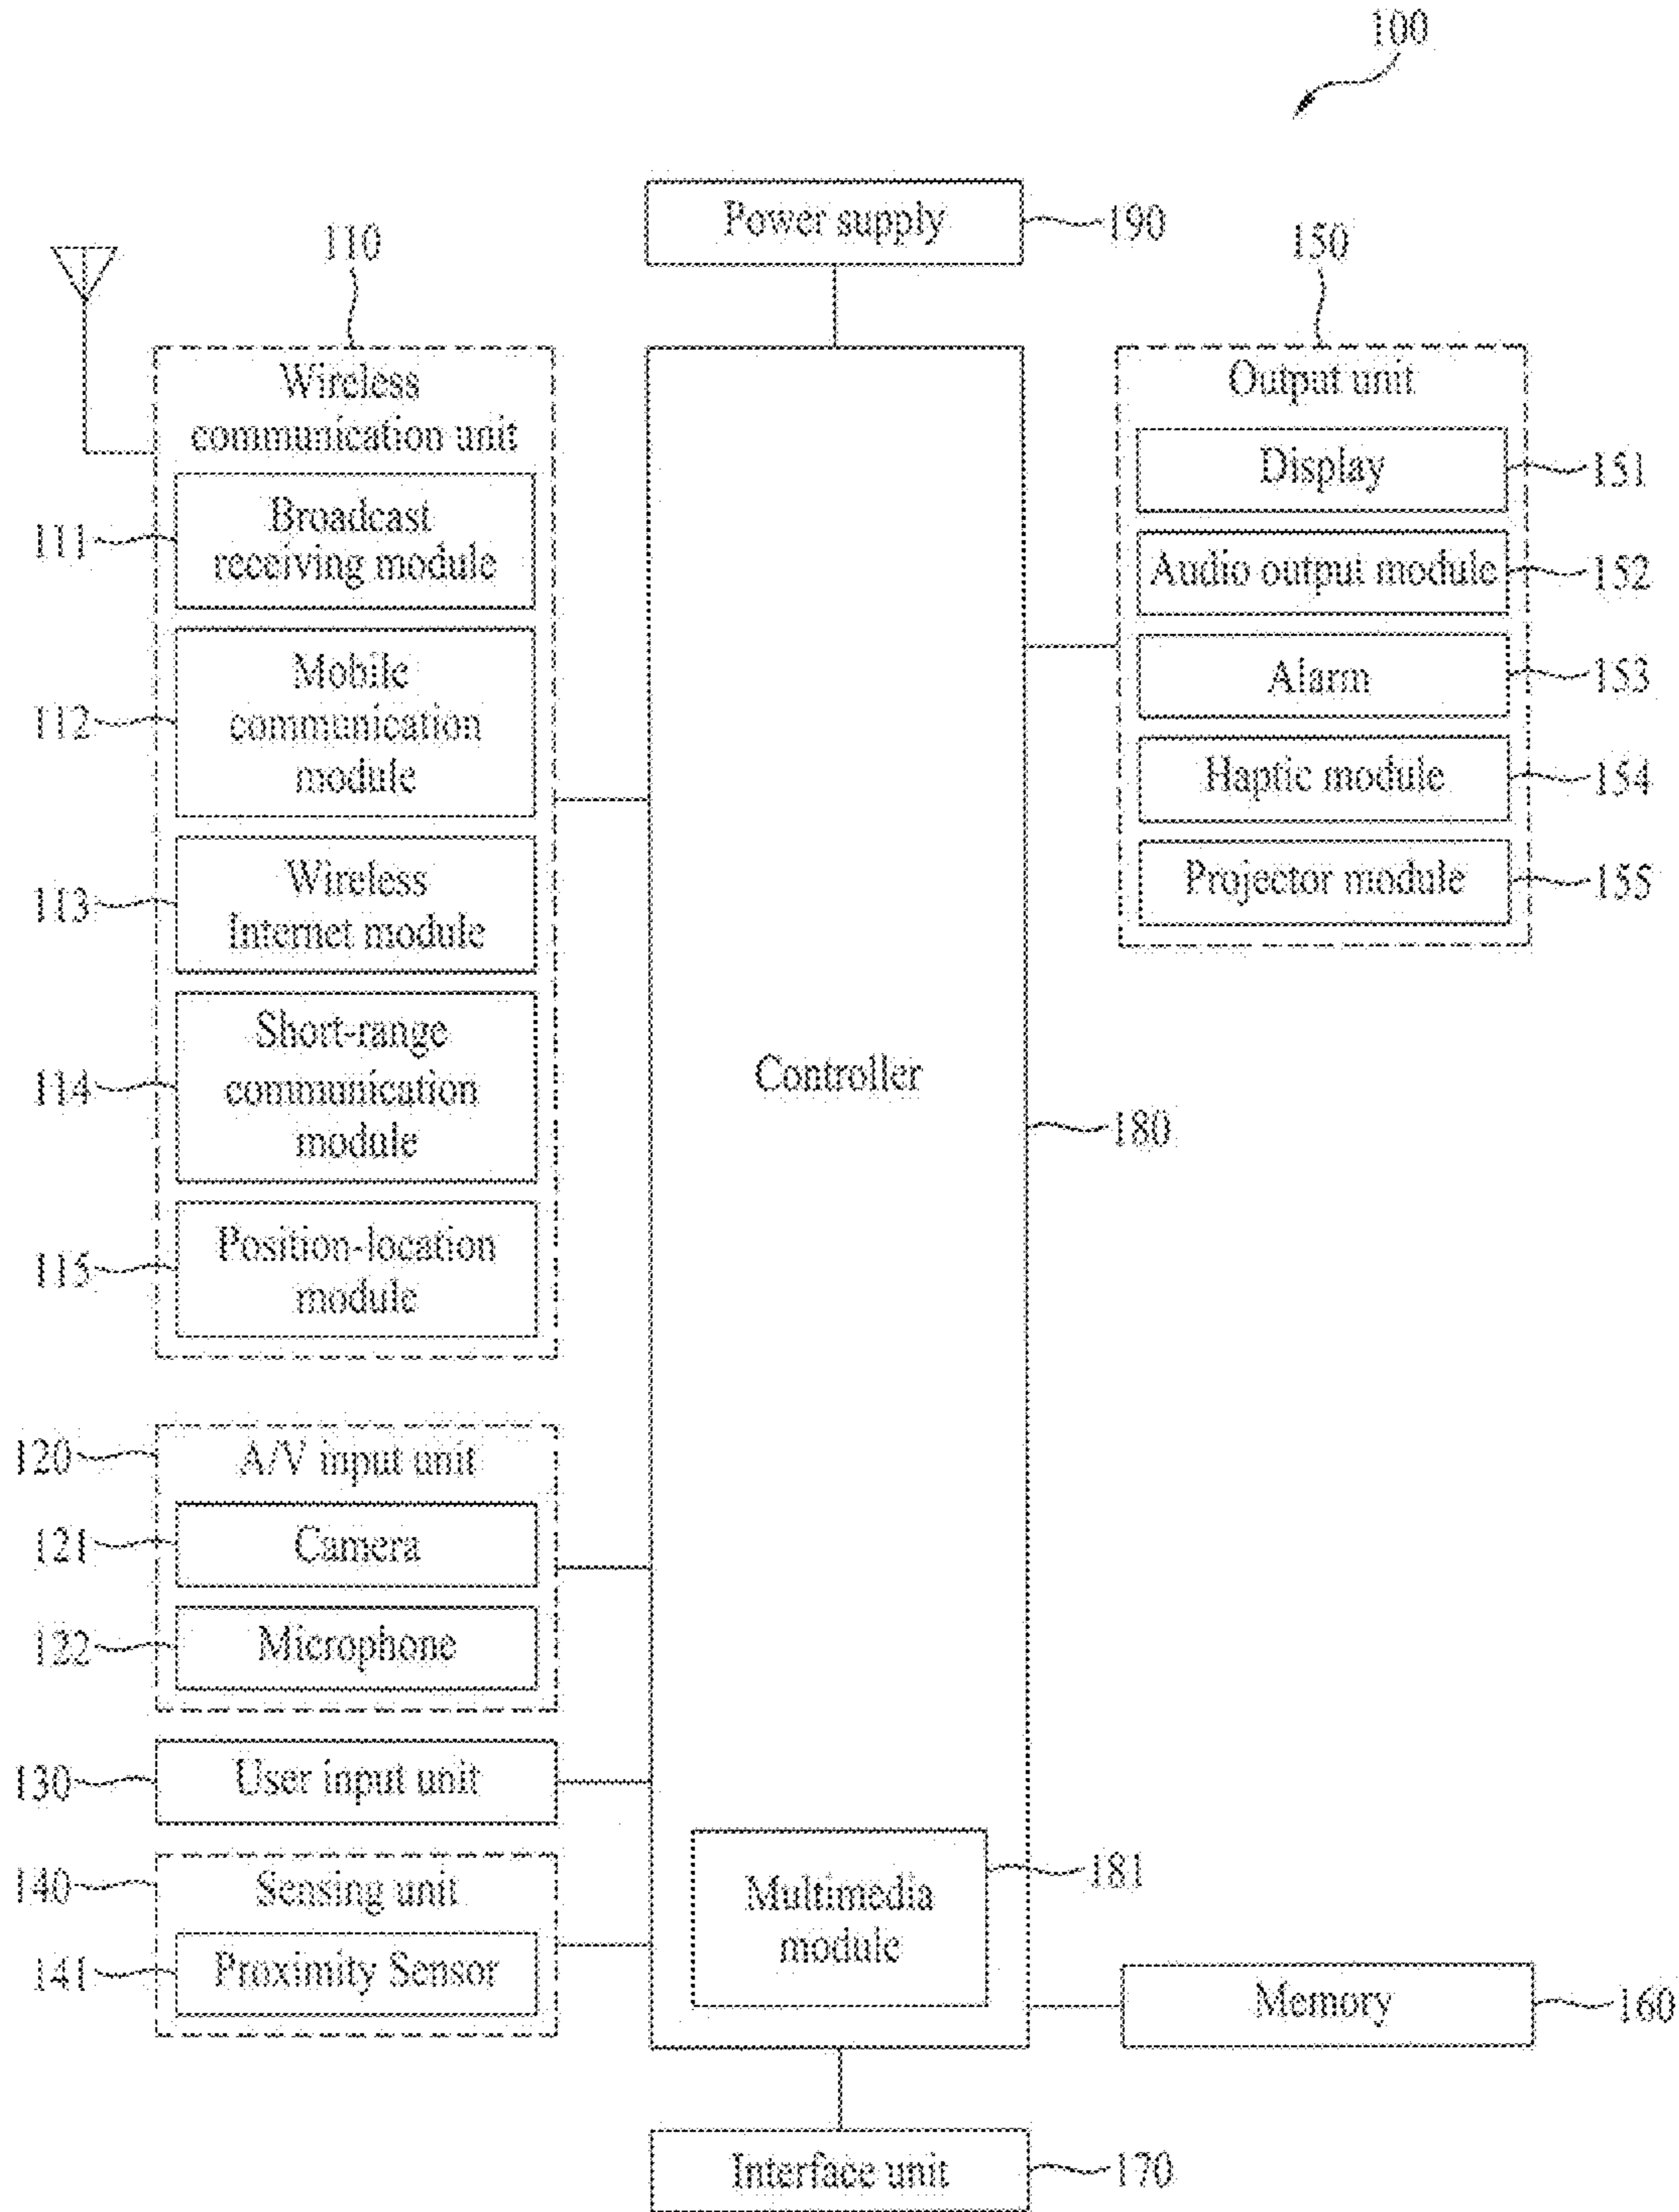 100
Power supply
190
110
Wireless
communication unit
Broadcast
receiving module
111
Mobile
communication
module
112
Wireless
Internet module
113
Short-range
communication
module
114
Position-location
module
115
150
Output unit
Display
151
Audio output module
152
Alarm
153
Haptic module
154
Projector module
155
Controller
180
120
A/V input unit
121
Camera
122
Microphone
130
User input unit
140
Sensing unit
141
Proximity Sensor
Multimedia
module
181
Memory
160
Interface unit
170